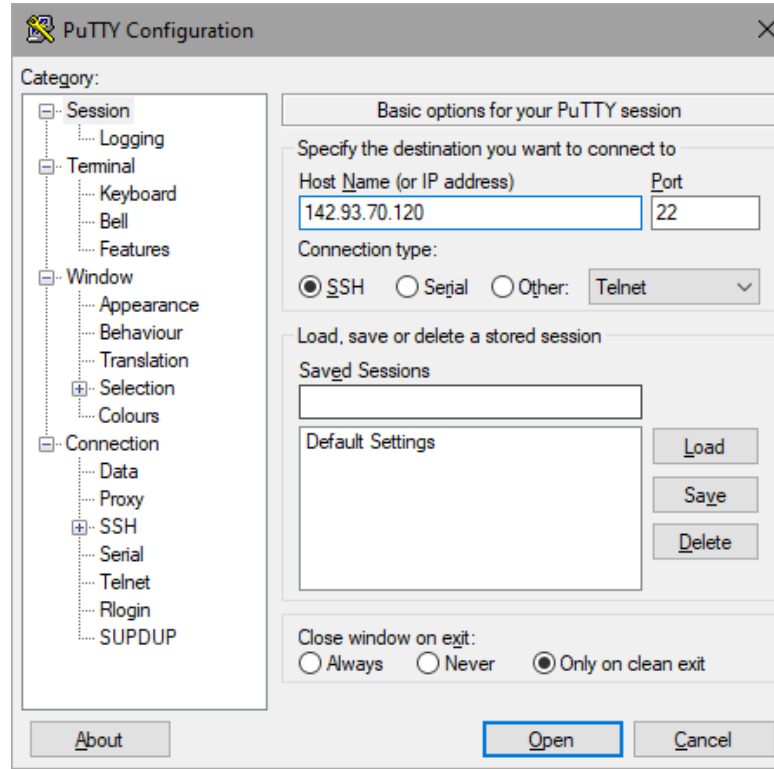 PuTTY Configuration
Category:
Session
Logging
Terminal
Keyboard
Bell
Features
Window
Appearance
Behaviour
Translation
Selection
Colours
Connection
Data
Proxy
SSH
Serial
Telnet
Rlogin
SUPDUP
Basic options for your PuTTY session
Specify the destination you want to connect to
Host Name (or IP address) Port
142.93.70.120 22
Connection type:
SSH Serial Other: Telnet
Load, save or delete a stored session
Saved Sessions
Default Settings
Load
Save
Delete
Close window on exit:
Always Never Only on clean exit
About Open Cancel